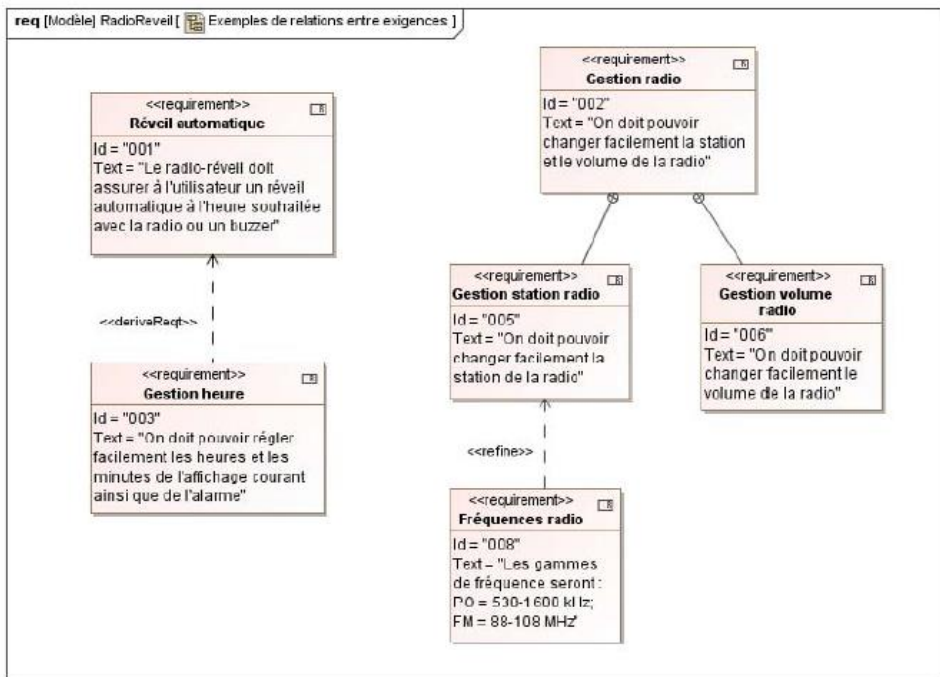 req [Modèle] RadioReveil [ Exemples de relations entre exigences ]
<<requirement>>
Réveil automatique
Id = "001"
Text = "Le radio-réveil doit
assurer à l'utilisateur un réveil
automatique à l'heure souhaitée
avec la radio ou un buzzer"
<<deriveReqt>>
<<requirement>>
Gestion heure
Id = "003"
Text = "On doit pouvoir régler
facilement les heures et les
minutes de l'affichage courant
ainsi que de l'alarme"
<<requirement>>
Gestion radio
Id = "002"
Text = "On doit pouvoir
changer facilement la station
et le volume de la radio"
<<requirement>>
Gestion station radio
Id = "005"
Text = "On doit pouvoir
changer facilement la
station de la radio"
<<requirement>>
Gestion volume
radio
Id = "006"
Text = "On doit pouvoir
changer facilement le
volume de la radio"
<<refine>>
<<requirement>>
Fréquences radio
Id = "008"
Text = "Les gammes
de fréquence seront :
PO = 530-1600 kHz;
FM = 88-108 MHz"